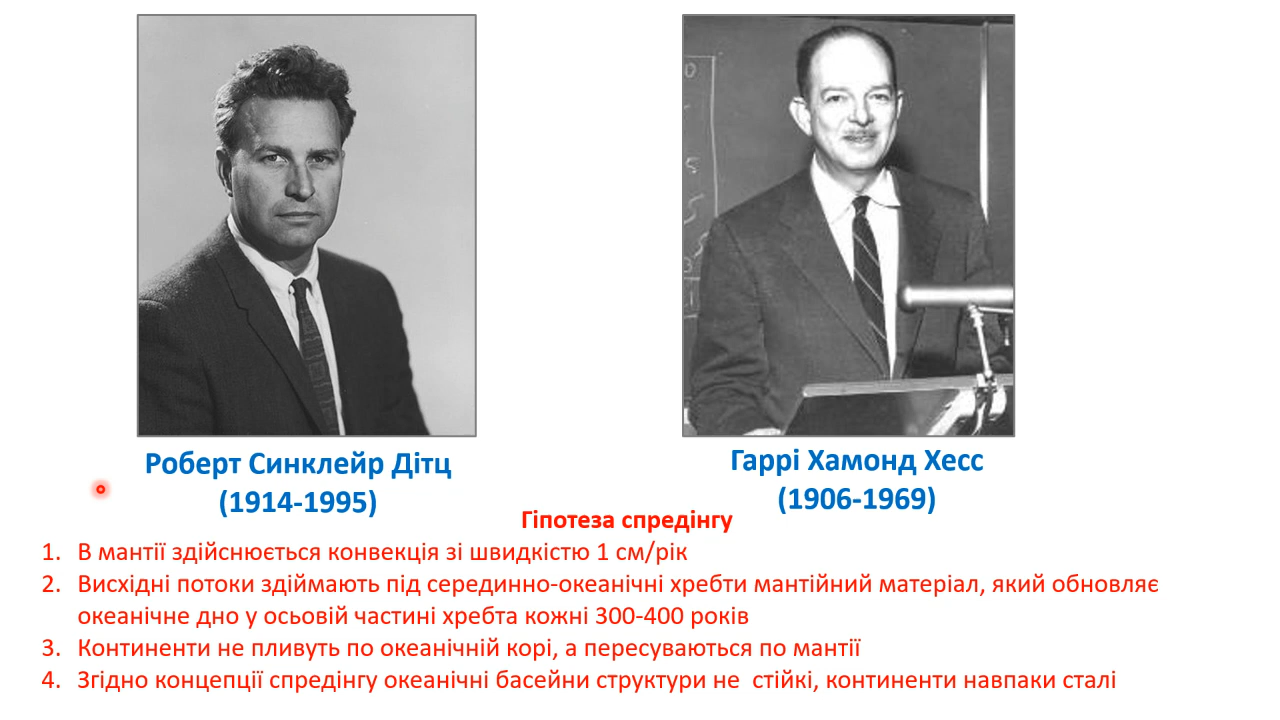 Роберт Синклейр Дітц
(1914-1995)
Гаррі Хамонд Хесс
(1906-1969)
Гіпотеза спредінгу
1. В мантії здійснюється конвекція зі швидкістю 1 см/рік
2. Висхідні потоки здіймають під серединно-океанічні хребти мантійний матеріал, який обновляє
океанічне дно у осьовій частині хребта кожні 300-400 років
3. Континенти не пливуть по океанічній корі, а пересуваються по мантії
4. Згідно концепції спредінгу океанічні басейни структури не стійкі, континенти навпаки сталі